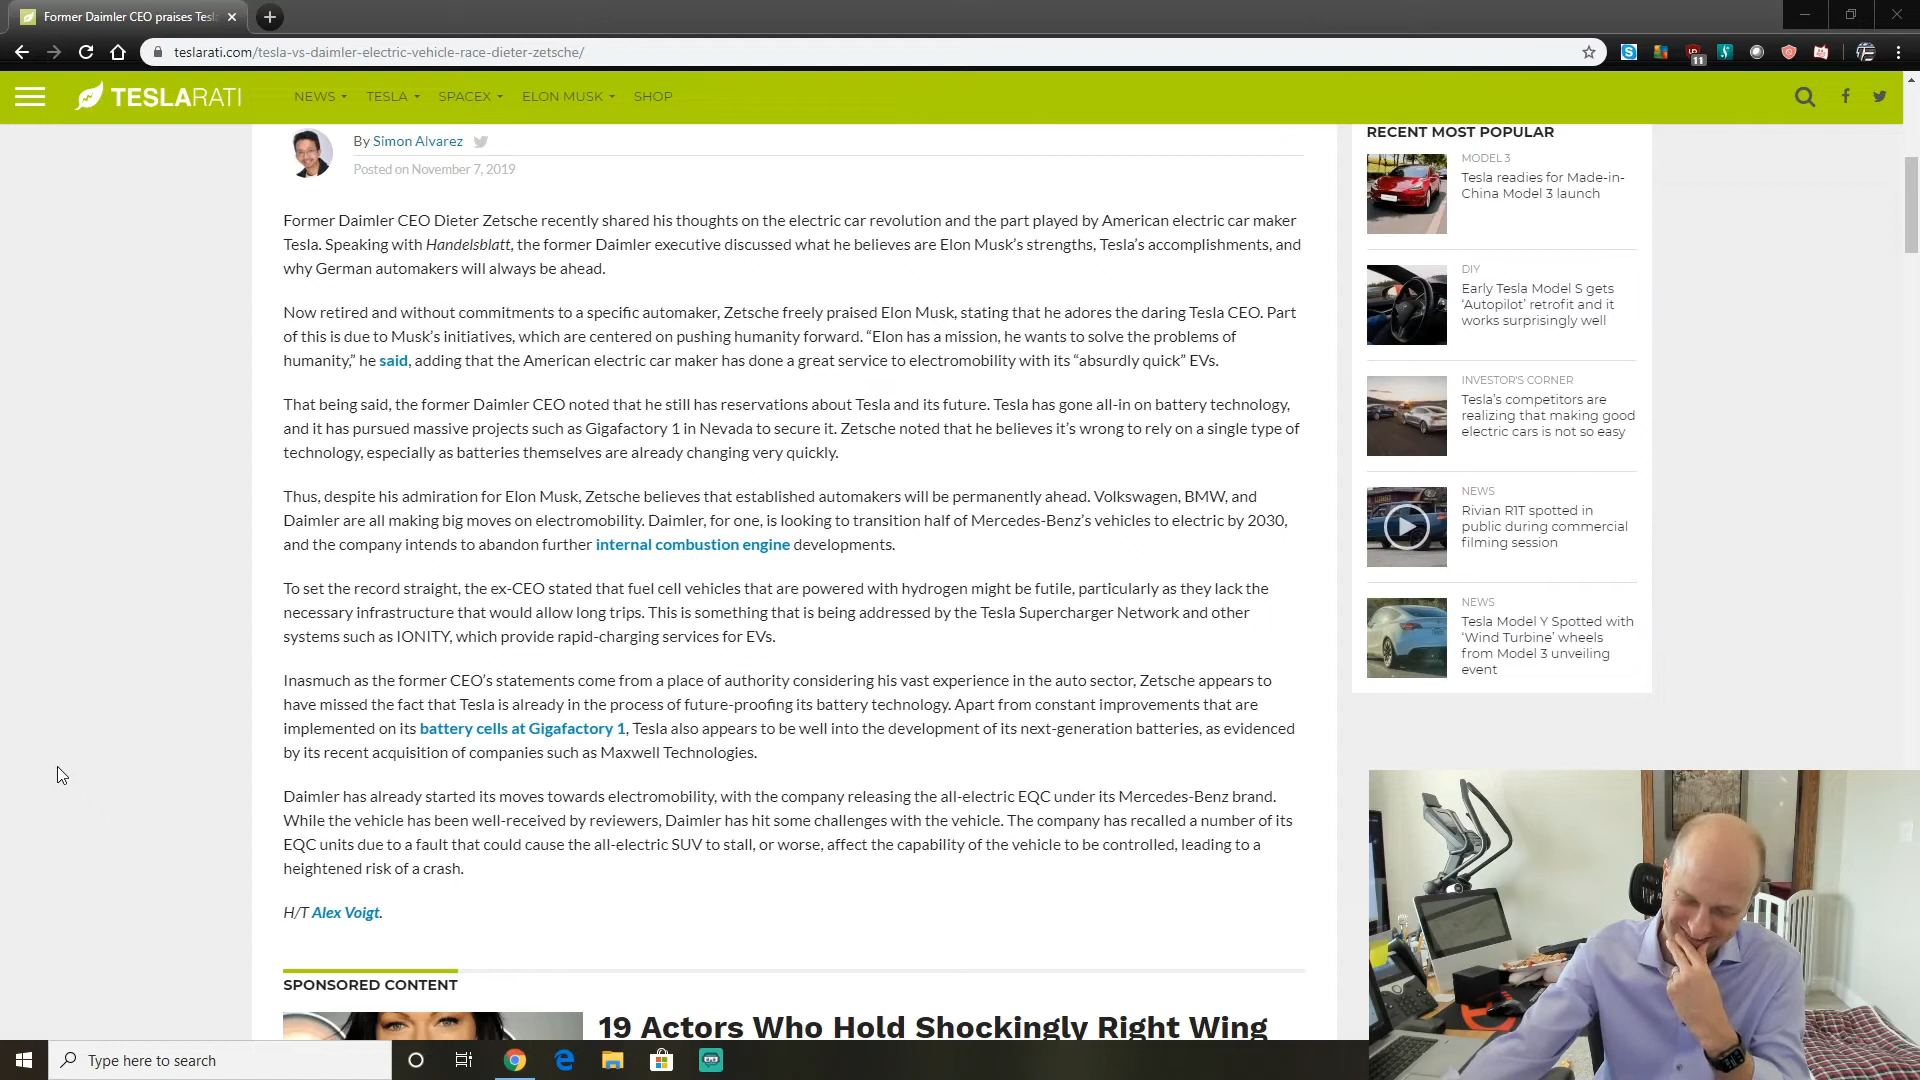 Former Daimler CEO praises Tesla
teslarati.com/tesla-vs-daimler-electric-vehicle-race-dieter-zetsche/
11
TESLARATI
NEWS
TESLA
SPACEX
ELON MUSK
SHOP
By Simon Alvarez
Posted on November 7, 2019
Former Daimler CEO Dieter Zetsche recently shared his thoughts on the electric car revolution and the part played by American electric car maker
Tesla. Speaking with Handelsblatt, the former Daimler executive discussed what he believes are Elon Musk's strengths, Tesla's accomplishments, and
why German automakers will always be ahead.
Now retired and without commitments to a specific automaker, Zetsche freely praised Elon Musk, stating that he adores the daring Tesla CEO. Part
of this is due to Musk's initiatives, which are centered on pushing humanity forward. “Elon has a mission, he wants to solve the problems of
humanity,” he said, adding that the American electric car maker has done a great service to electromobility with its “absurdly quick” EVs.
That being said, the former Daimler CEO noted that he still has reservations about Tesla and its future. Tesla has gone all-in on battery technology,
and it has pursued massive projects such as Gigafactory 1 in Nevada to secure it. Zetsche noted that he believes it's wrong to rely on a single type of
technology, especially as batteries themselves are already changing very quickly.
Thus, despite his admiration for Elon Musk, Zetsche believes that established automakers will be permanently ahead. Volkswagen, BMW, and
Daimler are all making big moves on electromobility. Daimler, for one, is looking to transition half of Mercedes-Benz's vehicles to electric by 2030,
and the company intends to abandon further internal combustion engine developments.
To set the record straight, the ex-CEO stated that fuel cell vehicles that are powered with hydrogen might be futile, particularly as they lack the
necessary infrastructure that would allow long trips. This is something that is being addressed by the Tesla Supercharger Network and other
systems such as IONITY, which provide rapid-charging services for EVs.
Inasmuch as the former CEO's statements come from a place of authority considering his vast experience in the auto sector, Zetsche appears to
have missed the fact that Tesla is already in the process of future-proofing its battery technology. Apart from constant improvements that are
implemented on its battery cells at Gigafactory 1, Tesla also appears to be well into the development of its next-generation batteries, as evidenced
by its recent acquisition of companies such as Maxwell Technologies.
Daimler has already started its moves towards electromobility, with the company releasing the all-electric EQC under its Mercedes-Benz brand.
While the vehicle has been well-received by reviewers, Daimler has hit some challenges with the vehicle. The company has recalled a number of its
EQC units due to a fault that could cause the all-electric SUV to stall, or worse, affect the capability of the vehicle to be controlled, leading to a
heightened risk of a crash.
H/T Alex Voigt.
SPONSORED CONTENT
19 Actors Who Hold Shockingly Right Wing
RECENT MOST POPULAR
MODEL 3
Tesla readies for Made-in-
China Model 3 launch
DIY
Early Tesla Model S gets
‘Autopilot’ retrofit and it
works surprisingly well
INVESTOR'S CORNER
Tesla's competitors are
realizing that making good
electric cars is not so easy
NEWS
Rivian R1T spotted in
public during commercial
filming session
NEWS
Tesla Model Y Spotted with
‘Wind Turbine’ wheels
from Model 3 unveiling
event
Type here to search